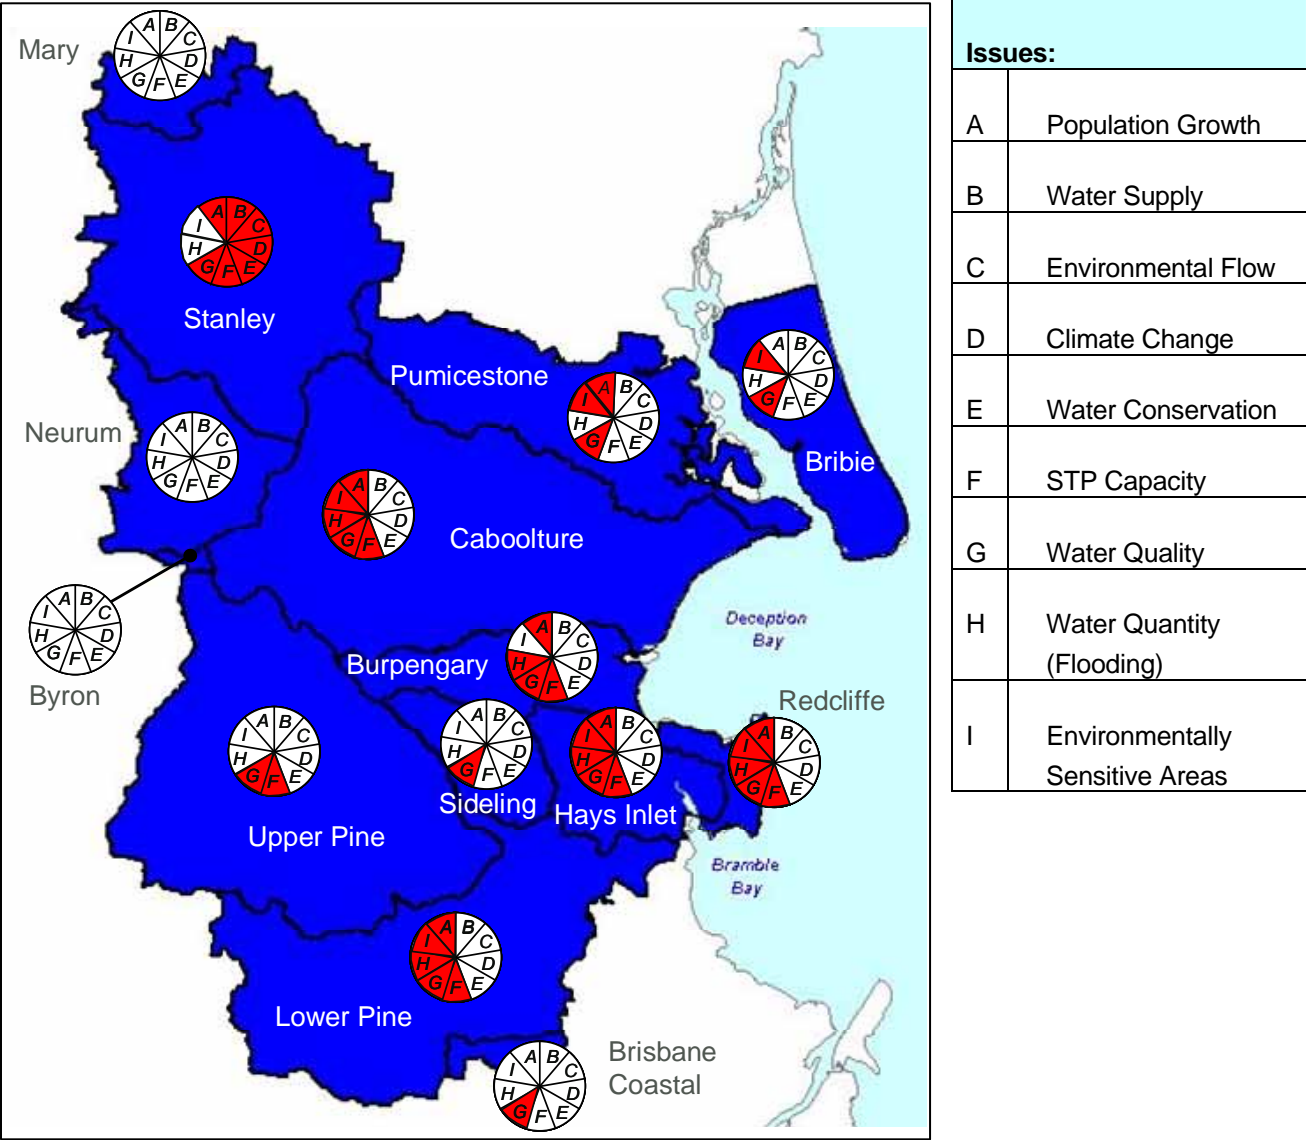 Mary
A B C D E F G H I
Stanley
A B C D E F G H I
Pumicestone
A B C D E F G H I
Bribie
A B C D E F G H I
Neurum
A B C D E F G H I
Caboolture
A B C D E F G H I
Byron
A B C D E F G H I
Deception
Bay
Burpengary
A B C D E F G H I
Redcliffe
A B C D E F G H I
Sideling
A B C D E F G H I
Hays Inlet
A B C D E F G H I
Upper Pine
A B C D E F G H I
Bramble
Bay
Lower Pine
A B C D E F G H I
Brisbane
Coastal
A B C D E F G H I
Issues:
A Population Growth
B Water Supply
C Environmental Flow
D Climate Change
E Water Conservation
F STP Capacity
G Water Quality
H Water Quantity
(Flooding)
I Environmentally
Sensitive Areas